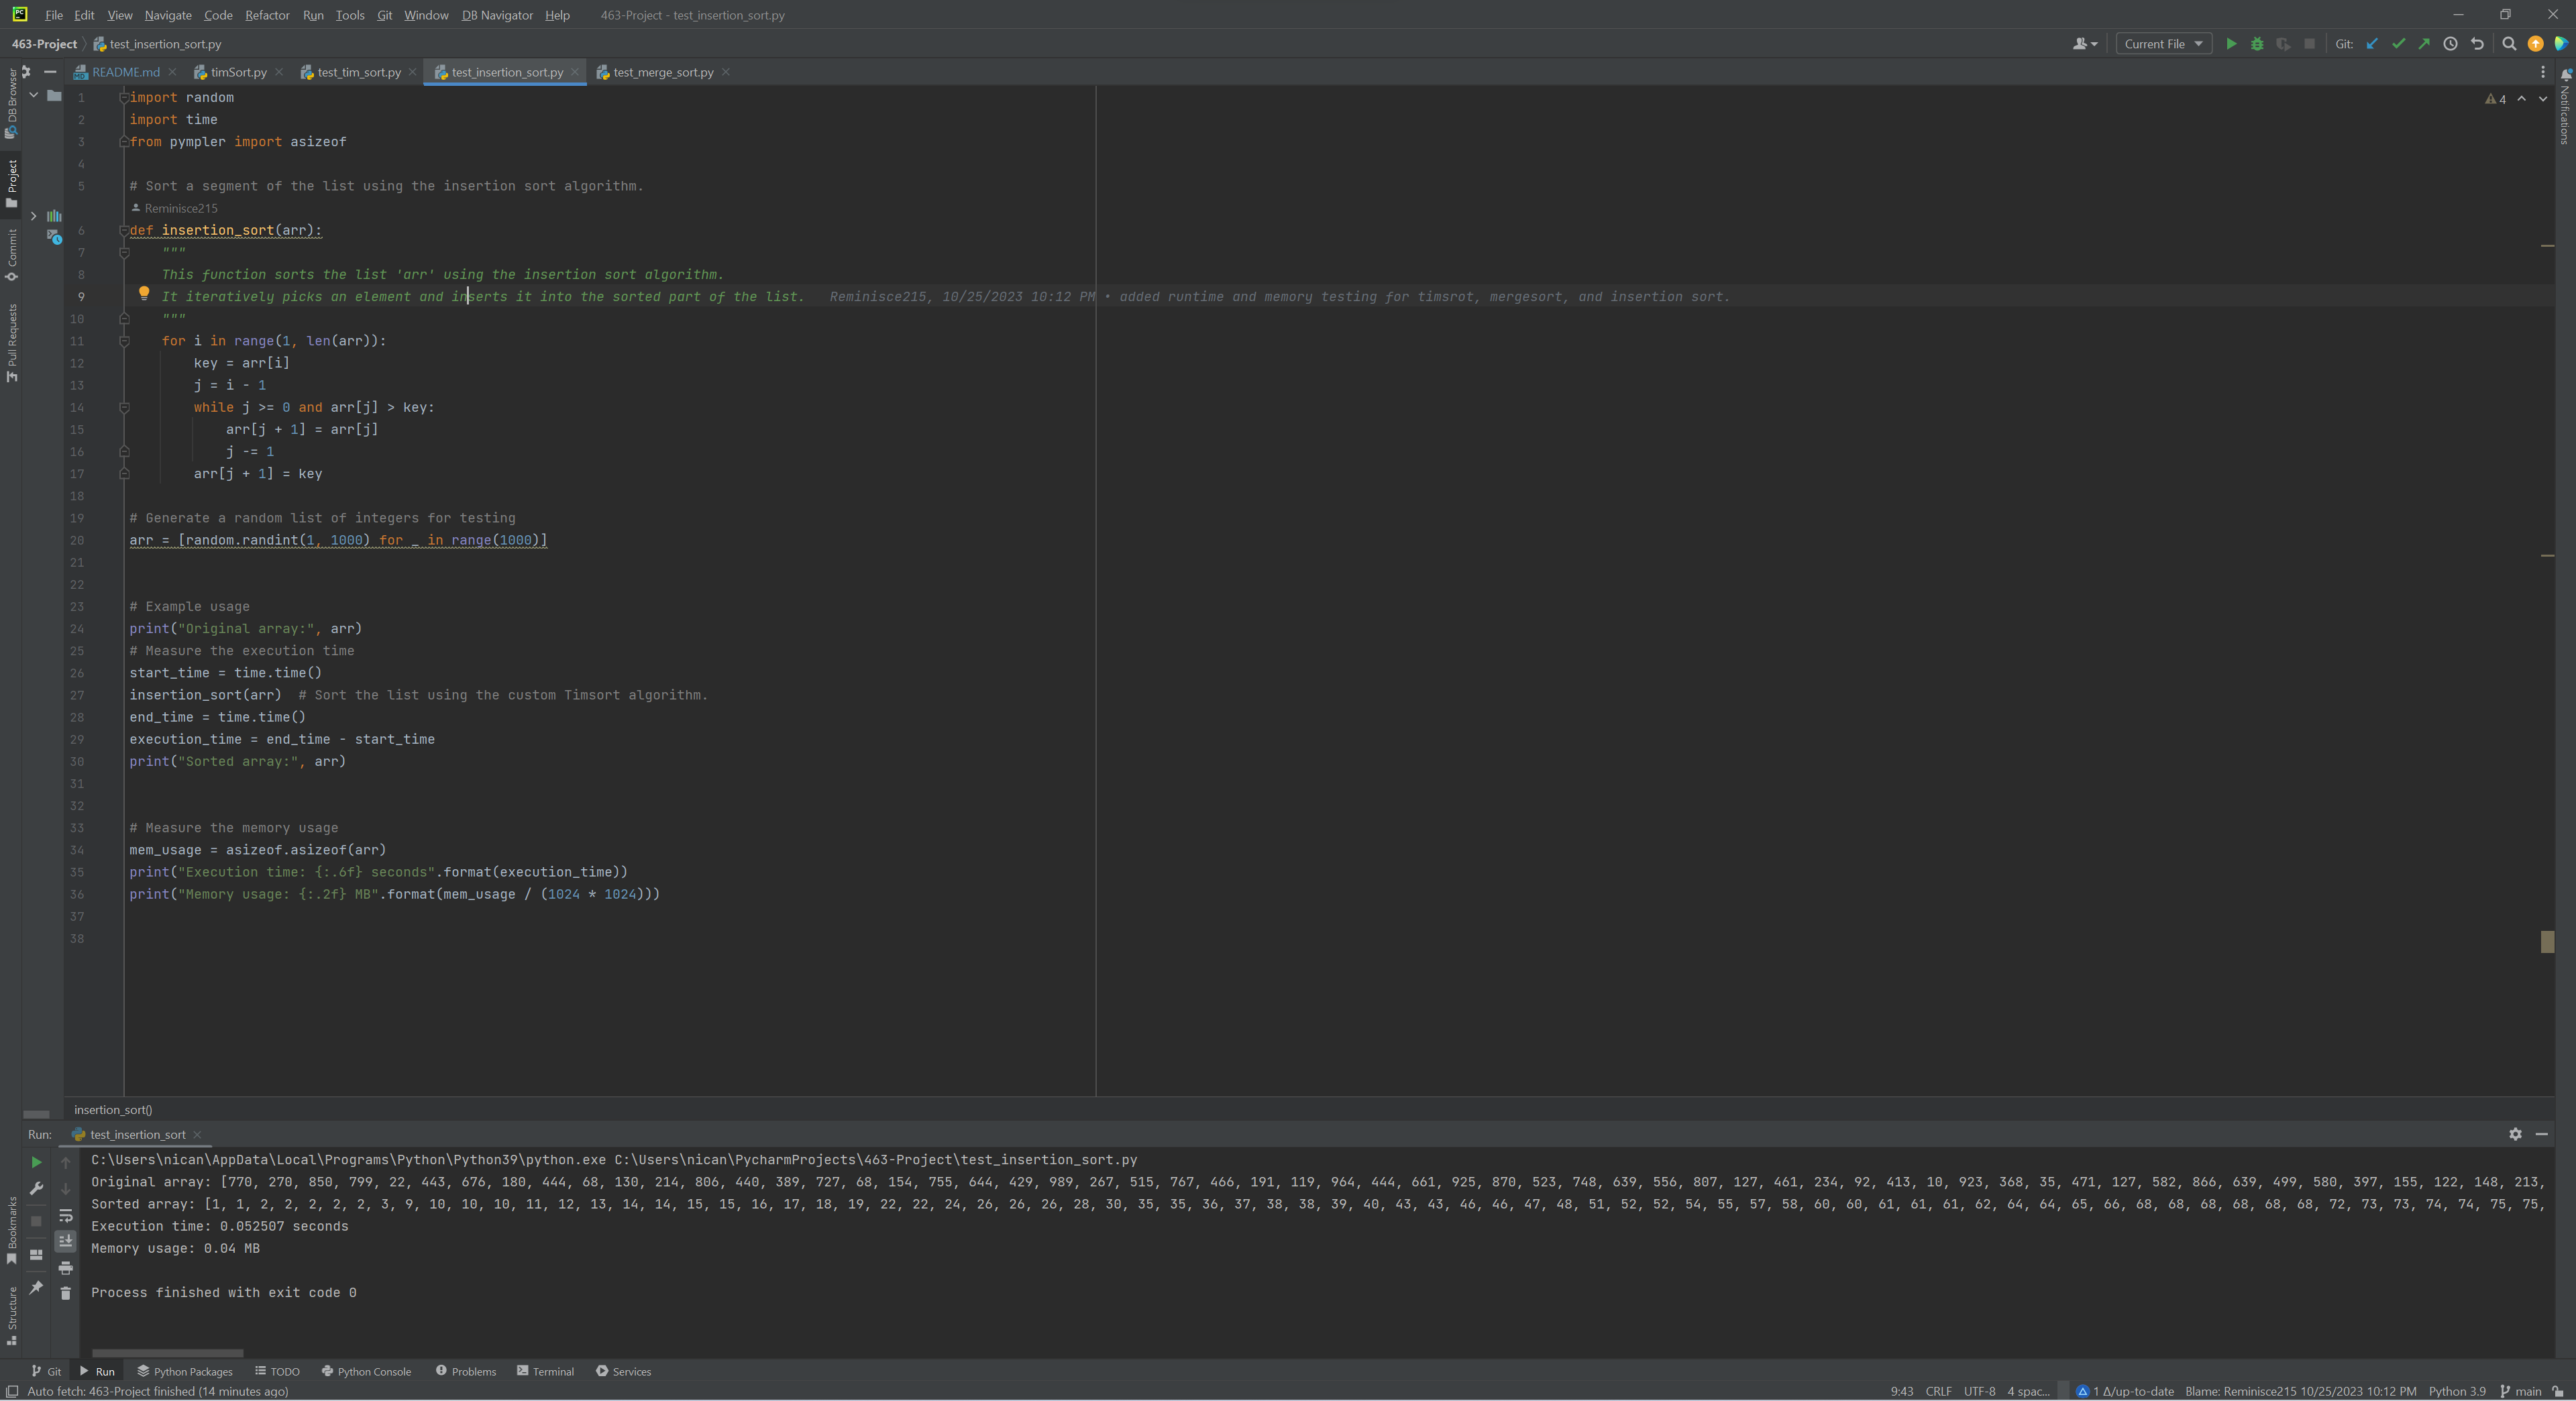 PC File Edit View Navigate Code Refactor Run Tools Git Window DB Navigator Help 463-Project - test_insertion_sort.py
463-Project test_insertion_sort.py Current File Git:
README.md timSort.py test_tim_sort.py test_insertion_sort.py test_merge_sort.py
DB Browser
Project
Commit
Pull Requests
Bookmarks
Structure
Notifications
4
1 import random
2 import time
3 from pympler import asizeof
4
5 # Sort a segment of the list using the insertion sort algorithm.
Reminisce215
6 def insertion_sort(arr):
7 """
8 This function sorts the list 'arr' using the insertion sort algorithm.
9 It iteratively picks an element and inserts it into the sorted part of the list. Reminisce215, 10/25/2023 10:12 PM • added runtime and memory testing for timsrot, mergesort, and insertion sort.
10 """
11 for i in range(1, len(arr)):
12 key = arr[i]
13 j = i - 1
14 while j >= 0 and arr[j] > key:
15 arr[j + 1] = arr[j]
16 j -= 1
17 arr[j + 1] = key
18
19 # Generate a random list of integers for testing
20 arr = [random.randint(1, 1000) for _ in range(1000)]
21
22
23 # Example usage
24 print("Original array:", arr)
25 # Measure the execution time
26 start_time = time.time()
27 insertion_sort(arr)  # Sort the list using the custom Timsort algorithm.
28 end_time = time.time()
29 execution_time = end_time - start_time
30 print("Sorted array:", arr)
31
32
33 # Measure the memory usage
34 mem_usage = asizeof.asizeof(arr)
35 print("Execution time: {:.6f} seconds".format(execution_time))
36 print("Memory usage: {:.2f} MB".format(mem_usage / (1024 * 1024)))
37
38
insertion_sort()
Run: test_insertion_sort
C:\Users\nican\AppData\Local\Programs\Python\Python39\python.exe C:\Users\nican\PycharmProjects\463-Project\test_insertion_sort.py
Original array: [770, 270, 850, 799, 22, 443, 676, 180, 444, 68, 130, 214, 806, 440, 389, 727, 68, 154, 755, 644, 429, 989, 267, 515, 767, 466, 191, 119, 964, 444, 661, 925, 870, 523, 748, 639, 556, 807, 127, 461, 234, 92, 413, 10, 923, 368, 35, 471, 127, 582, 866, 639, 499, 580, 397, 155, 122, 148, 213,
Sorted array: [1, 1, 2, 2, 2, 2, 2, 3, 9, 10, 10, 10, 11, 12, 13, 14, 14, 15, 15, 16, 17, 18, 19, 22, 22, 24, 26, 26, 26, 28, 30, 35, 35, 36, 37, 38, 38, 39, 40, 43, 43, 46, 46, 47, 48, 51, 52, 52, 54, 55, 57, 58, 60, 60, 61, 61, 61, 62, 64, 64, 65, 66, 68, 68, 68, 68, 68, 68, 72, 73, 73, 74, 74, 75, 75,
Execution time: 0.052507 seconds
Memory usage: 0.04 MB
Process finished with exit code 0
Git Run Python Packages TODO Python Console Problems Terminal Services
Auto fetch: 463-Project finished (14 minutes ago) 9:43 CRLF UTF-8 4 spac... 1 Δ/up-to-date Blame: Reminisce215 10/25/2023 10:12 PM Python 3.9 main